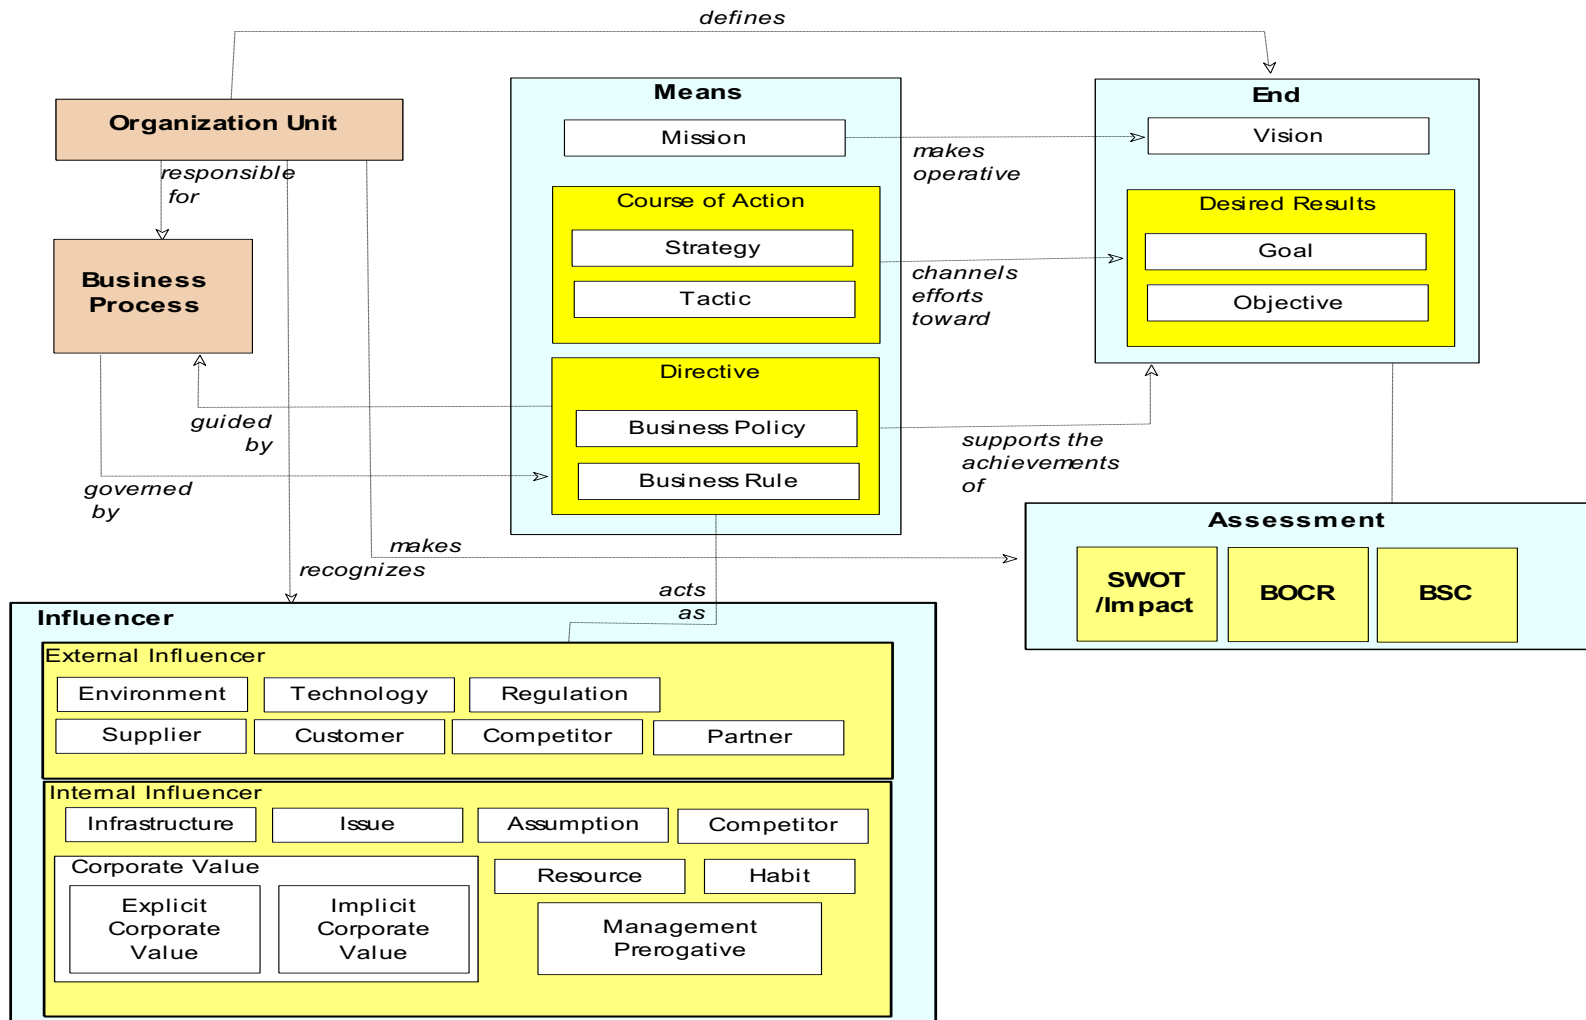 defines
Organization Unit
responsible
for
Business
Process
guided
by
governed
by
Means
Mission
Course of Action
Strategy
Tactic
Directive
Business Policy
Business Rule
makes
operative
channels
efforts
toward
supports the
achievements
of
End
Vision
Desired Results
Goal
Objective
makes
recognizes
acts
as
Assessment
SWOT
/Impact
BOCR
BSC
Influencer
External Influencer
Environment
Technology
Regulation
Supplier
Customer
Competitor
Partner
Internal Influencer
Infrastructure
Issue
Assumption
Competitor
Corporate Value
Explicit
Corporate
Value
Implicit
Corporate
Value
Resource
Habit
Management
Prerogative